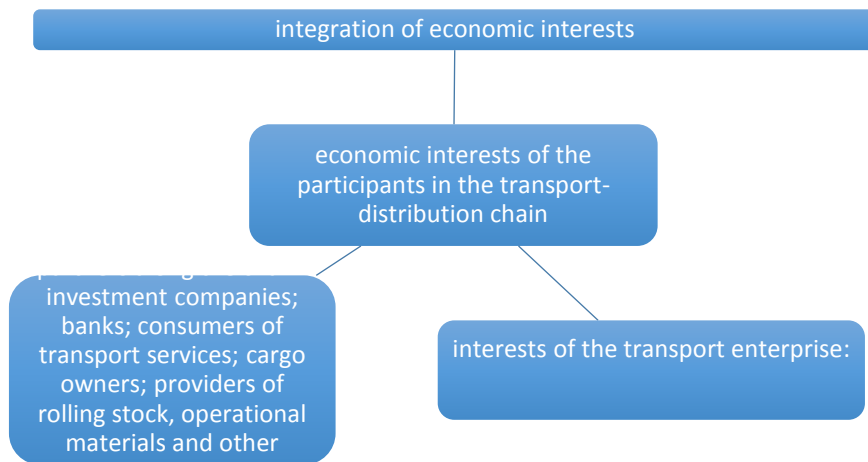 integration of economic interests
economic interests of the
participants in the transport-
distribution chain
investment companies;
banks; consumers of
transport services; cargo
owners; providers of
rolling stock, operational
materials and other
interests of the transport enterprise: